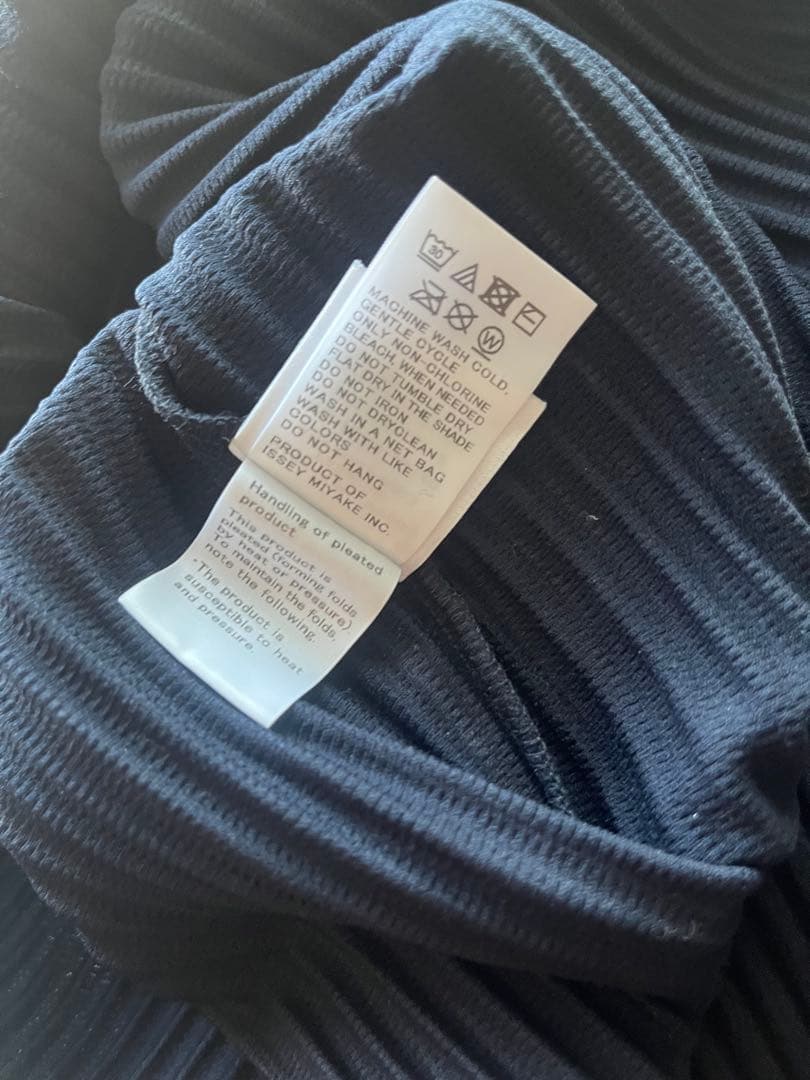 30
W
MACHINE WASH COLD,
GENTLE CYCLE
ONLY NON-CHLORINE
BLEACH WHEN NEEDED
DO NOT TUMBLE DRY
FLAT DRY IN THE SHADE
DO NOT IRON
DO NOT DRYCLEAN
WASH IN A NET BAG
WASH WITH LIKE
COLORS
DO NOT HANG
PRODUCT OF
ISSEY MIYAKE INC.
Handling of pleated
product
This product is
pleated (forming folds
by heat or pressure)
To maintain the folds,
note the following.
·The product is
susceptible to heat
and pressure.